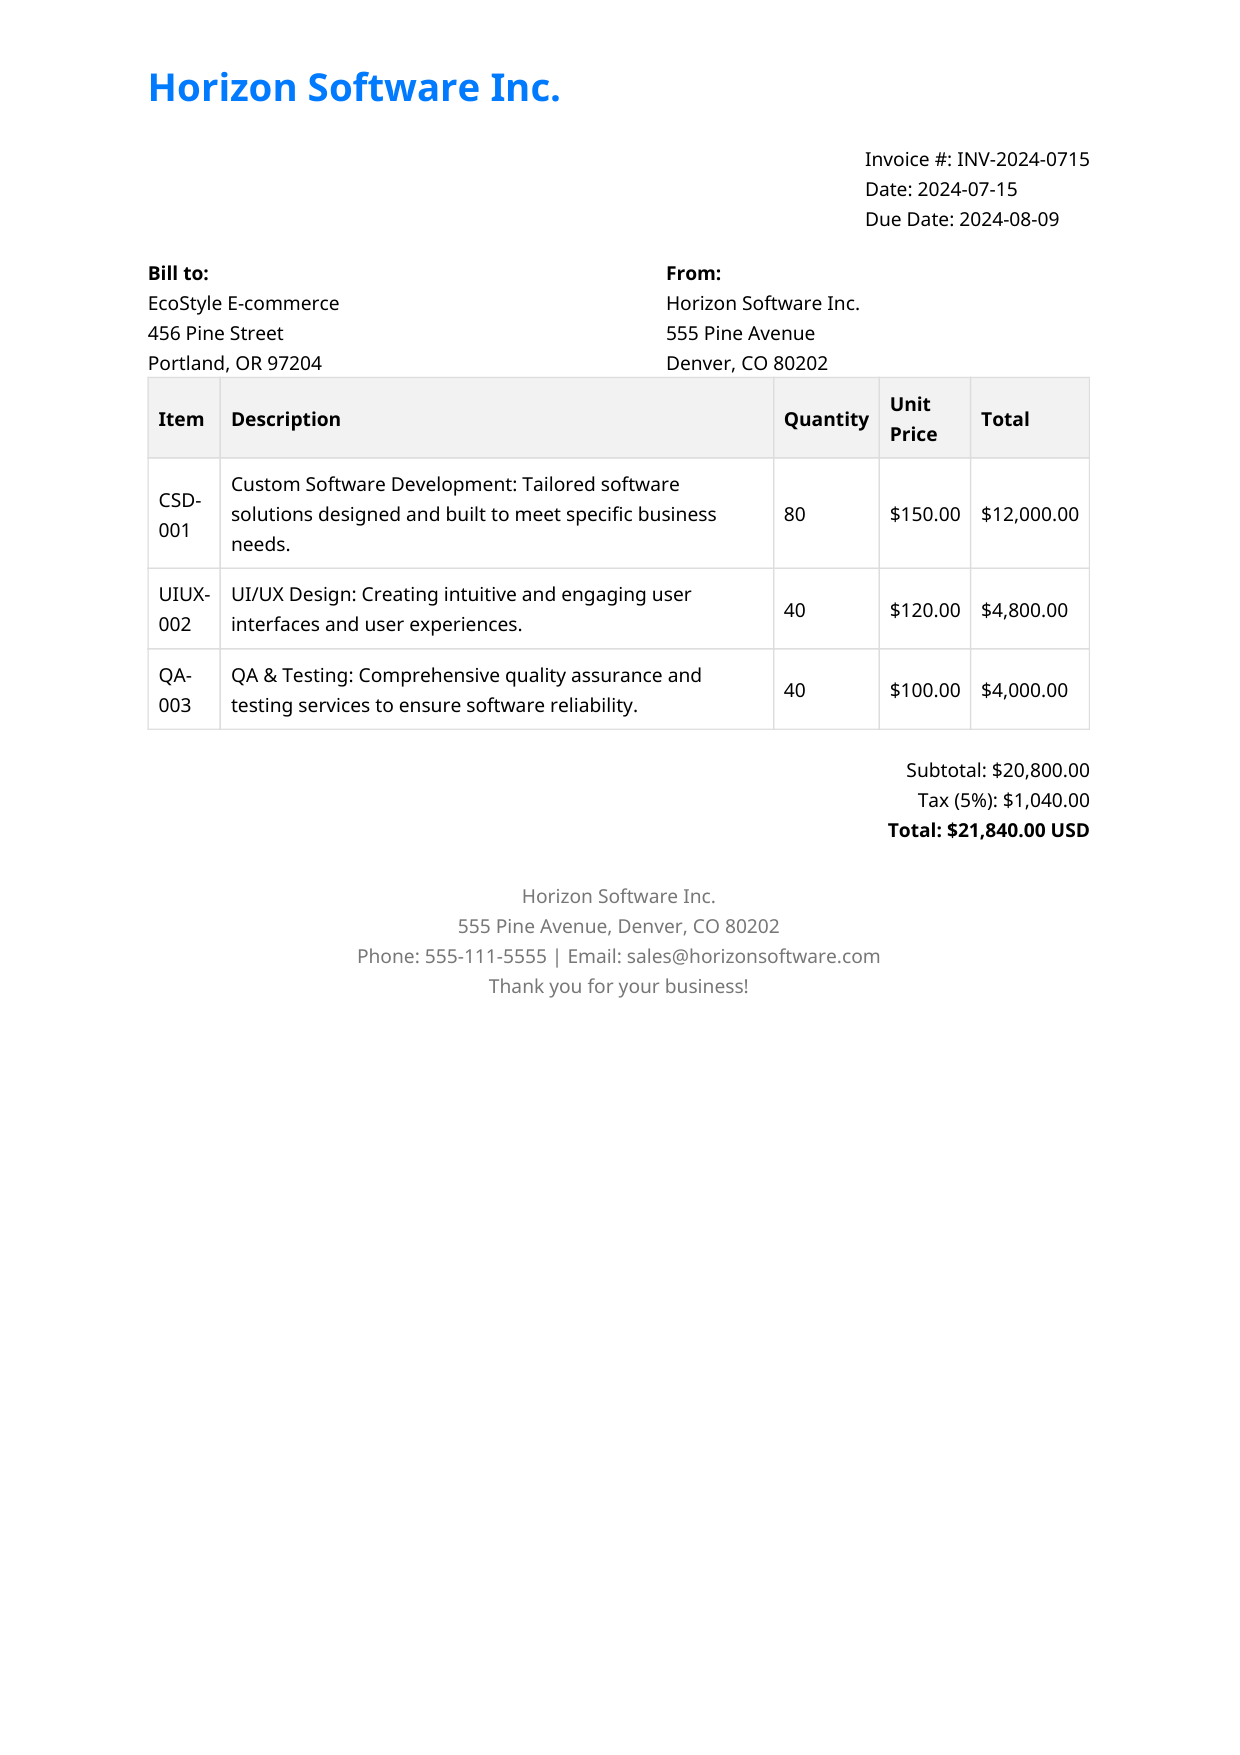 Horizon Software Inc.
Invoice #: INV-2024-0715
Date: 2024-07-15
Due Date: 2024-08-09
Bill to:
EcoStyle E-commerce
456 Pine Street
Portland, OR 97204
From:
Horizon Software Inc.
555 Pine Avenue
Denver, CO 80202
Item Description Quantity Unit Price Total
CSD-001 Custom Software Development: Tailored software
solutions designed and built to meet specific business
needs. 80 $150.00 $12,000.00
UIUX-002 UI/UX Design: Creating intuitive and engaging user
interfaces and user experiences. 40 $120.00 $4,800.00
QA-003 QA & Testing: Comprehensive quality assurance and
testing services to ensure software reliability. 40 $100.00 $4,000.00
Subtotal: $20,800.00
Tax (5%): $1,040.00
Total: $21,840.00 USD
Horizon Software Inc.
555 Pine Avenue, Denver, CO 80202
Phone: 555-111-5555 | Email: sales@horizonsoftware.com
Thank you for your business!